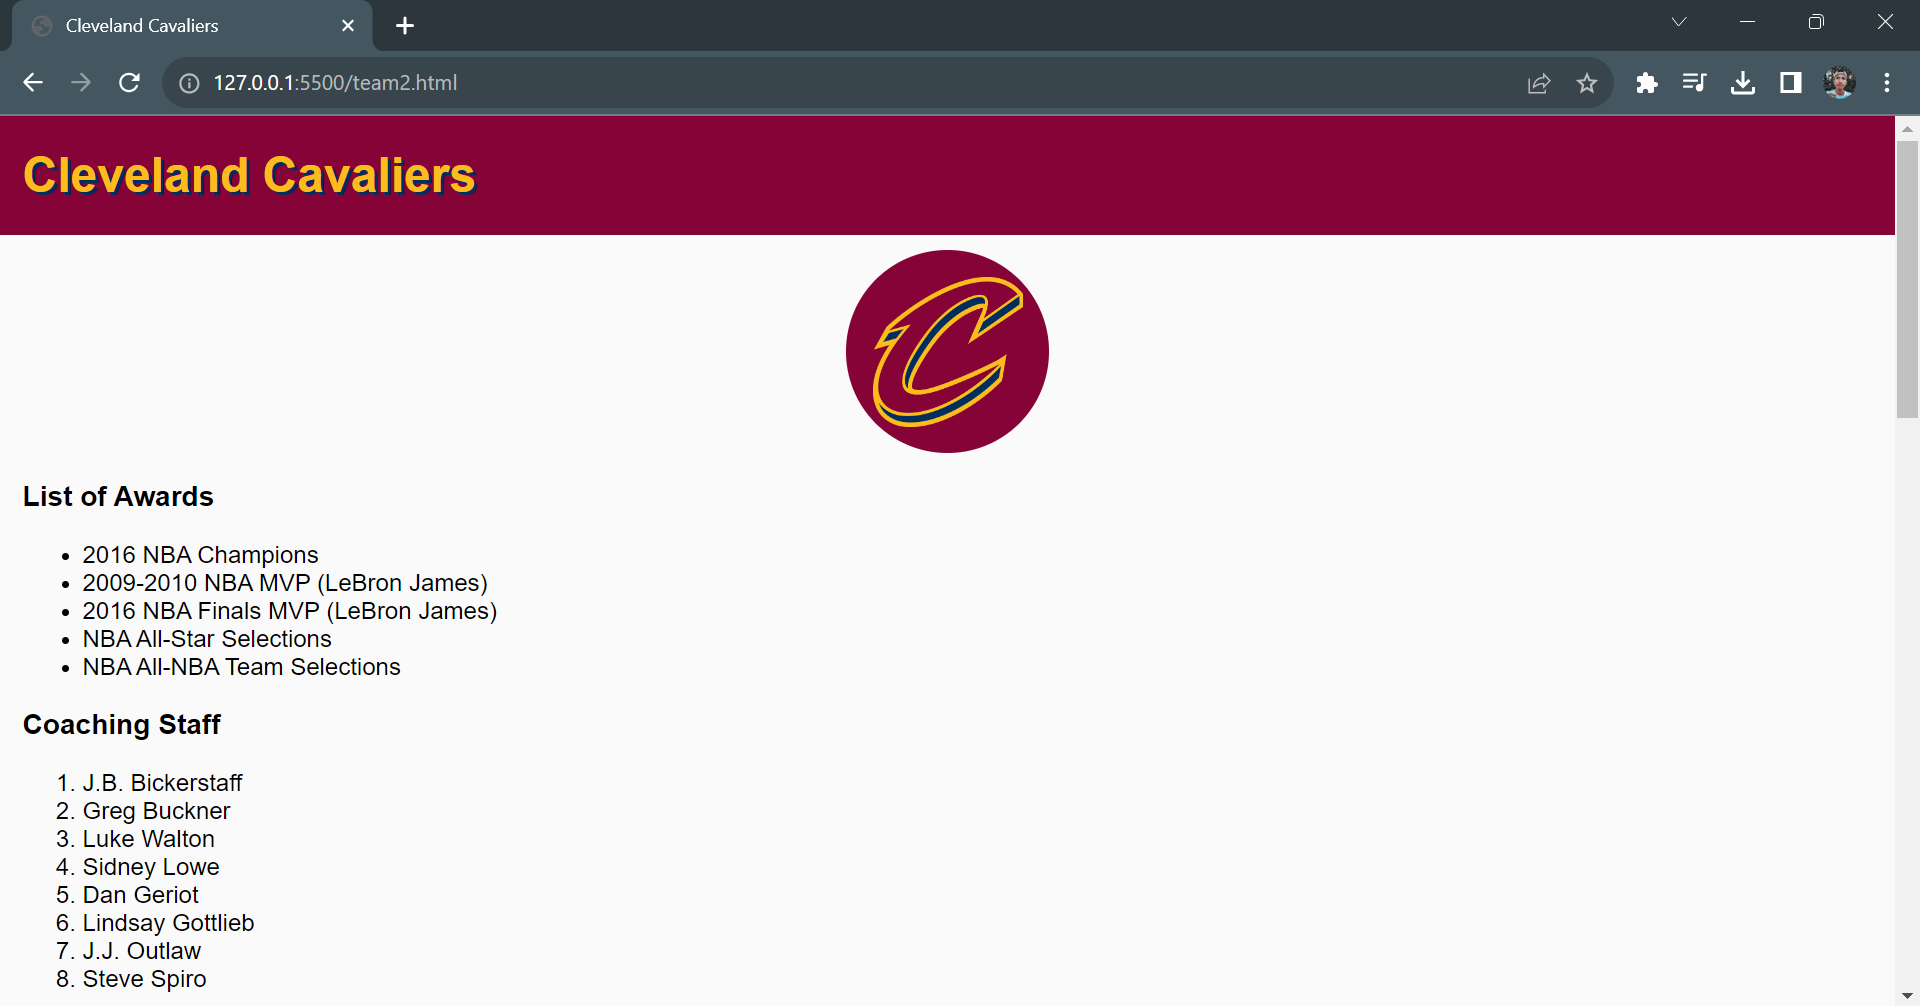 Cleveland Cavaliers
127.0.0.1:5500/team2.html
Cleveland Cavaliers
C
List of Awards
• 2016 NBA Champions
• 2009-2010 NBA MVP (LeBron James)
• 2016 NBA Finals MVP (LeBron James)
• NBA All-Star Selections
• NBA All-NBA Team Selections
Coaching Staff
1. J.B. Bickerstaff
2. Greg Buckner
3. Luke Walton
4. Sidney Lowe
5. Dan Geriot
6. Lindsay Gottlieb
7. J.J. Outlaw
8. Steve Spiro